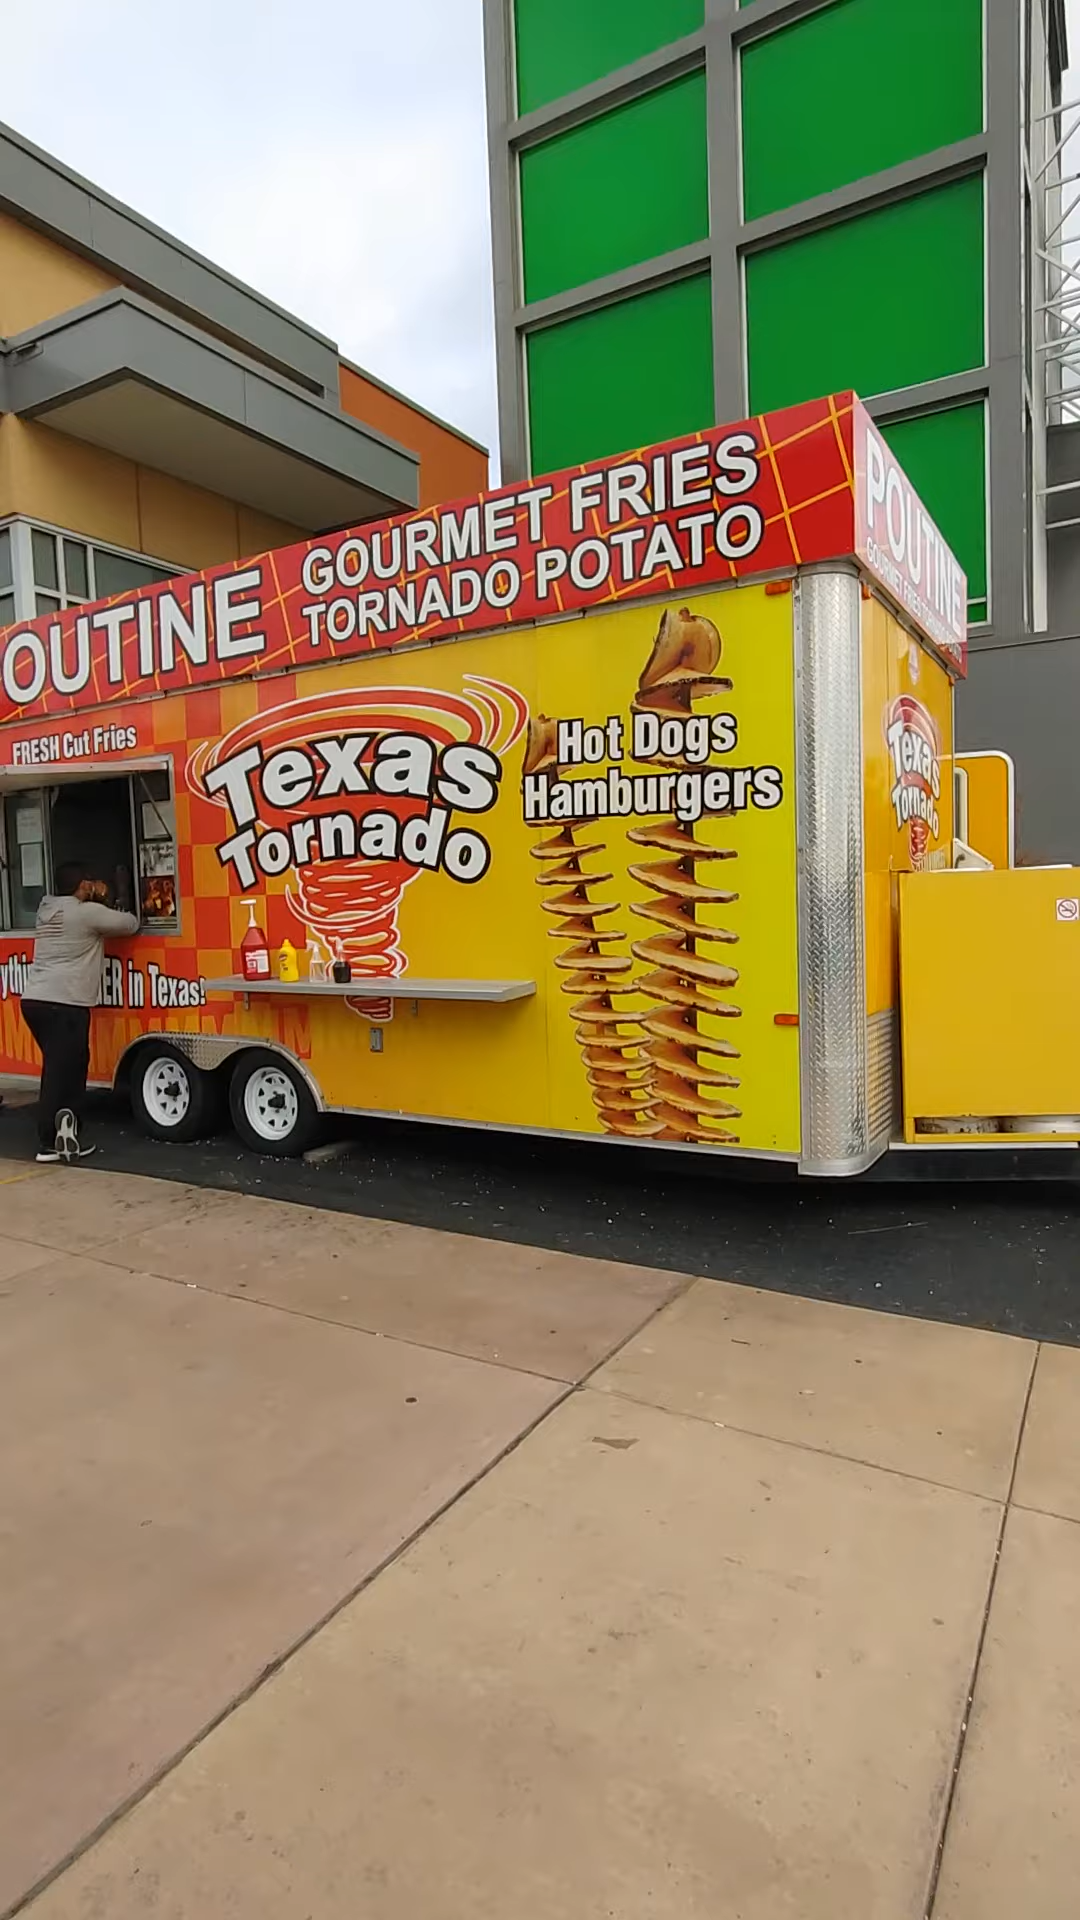 OUTINE
GOURMET FRIES
TORNADO POTATO
POUTINE
FRESH Cut Fries
Texas
Tornado
Hot Dogs
Hamburgers
Texas
Tornado
ER in Texas!